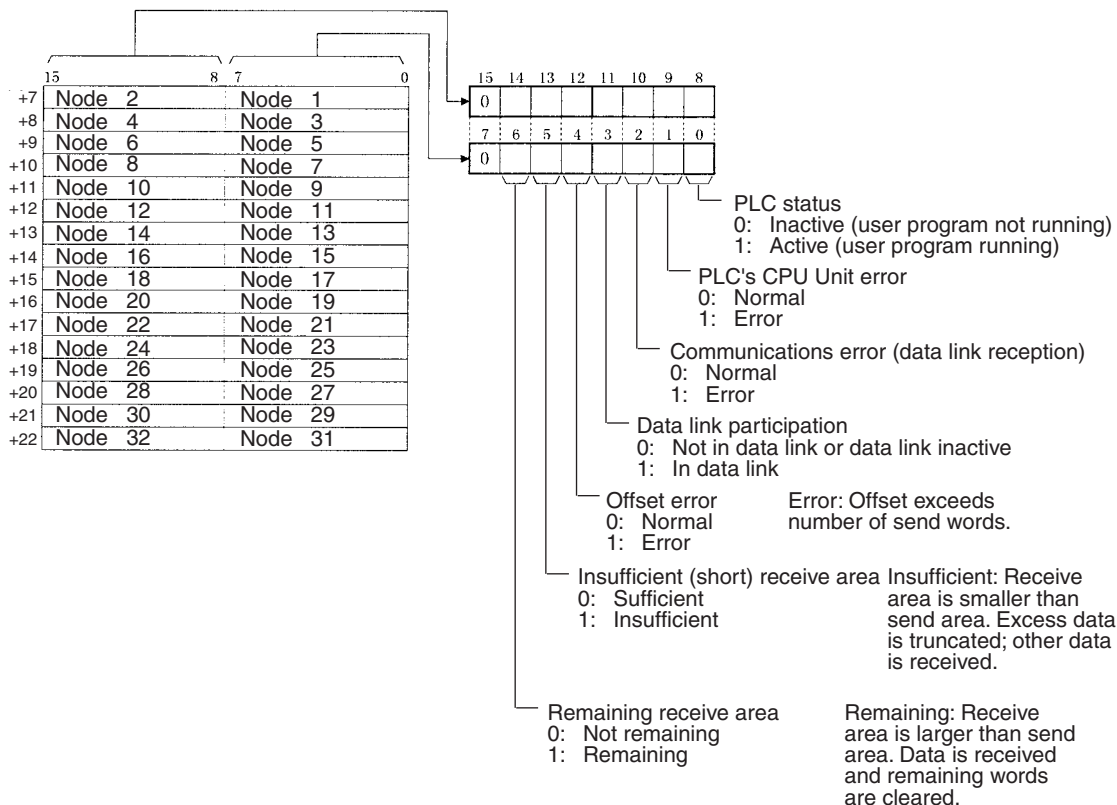 15 8 7 0
+7 Node 2 Node 1
+8 Node 4 Node 3
+9 Node 6 Node 5
+10 Node 8 Node 7
+11 Node 10 Node 9
+12 Node 12 Node 11
+13 Node 14 Node 13
+14 Node 16 Node 15
+15 Node 18 Node 17
+16 Node 20 Node 19
+17 Node 22 Node 21
+18 Node 24 Node 23
+19 Node 26 Node 25
+20 Node 28 Node 27
+21 Node 30 Node 29
+22 Node 32 Node 31
15 14 13 12 11 10 9 8
0
7 6 5 4 3 2 1 0
0
PLC status
0: Inactive (user program not running)
1: Active (user program running)
PLC's CPU Unit error
0: Normal
1: Error
Communications error (data link reception)
0: Normal
1: Error
Data link participation
0: Not in data link or data link inactive
1: In data link
Offset error
0: Normal
1: Error
Error: Offset exceeds
number of send words.
Insufficient (short) receive area
0: Sufficient
1: Insufficient
Insufficient: Receive
area is smaller than
send area. Excess data
is truncated; other data
is received.
Remaining receive area
0: Not remaining
1: Remaining
Remaining: Receive
area is larger than send
area. Data is received
and remaining words
are cleared.